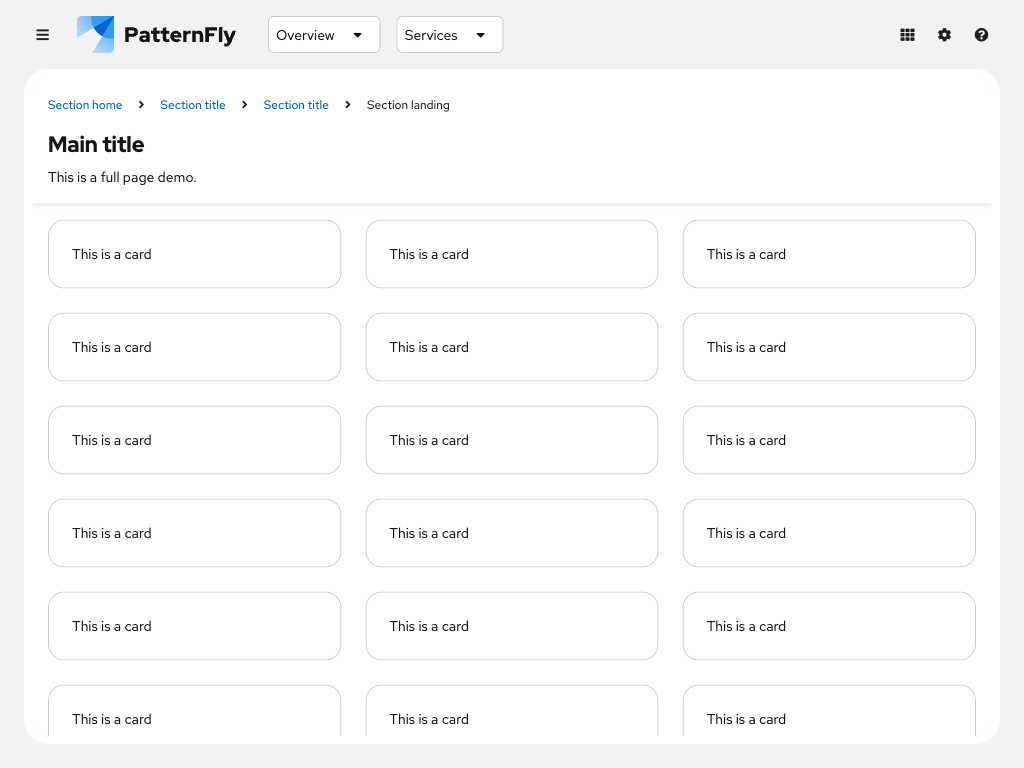 PatternFly Overview Services
Section home Section title Section title Section landing
Main title
This is a full page demo.
This is a card This is a card This is a card
This is a card This is a card This is a card
This is a card This is a card This is a card
This is a card This is a card This is a card
This is a card This is a card This is a card
This is a card This is a card This is a card